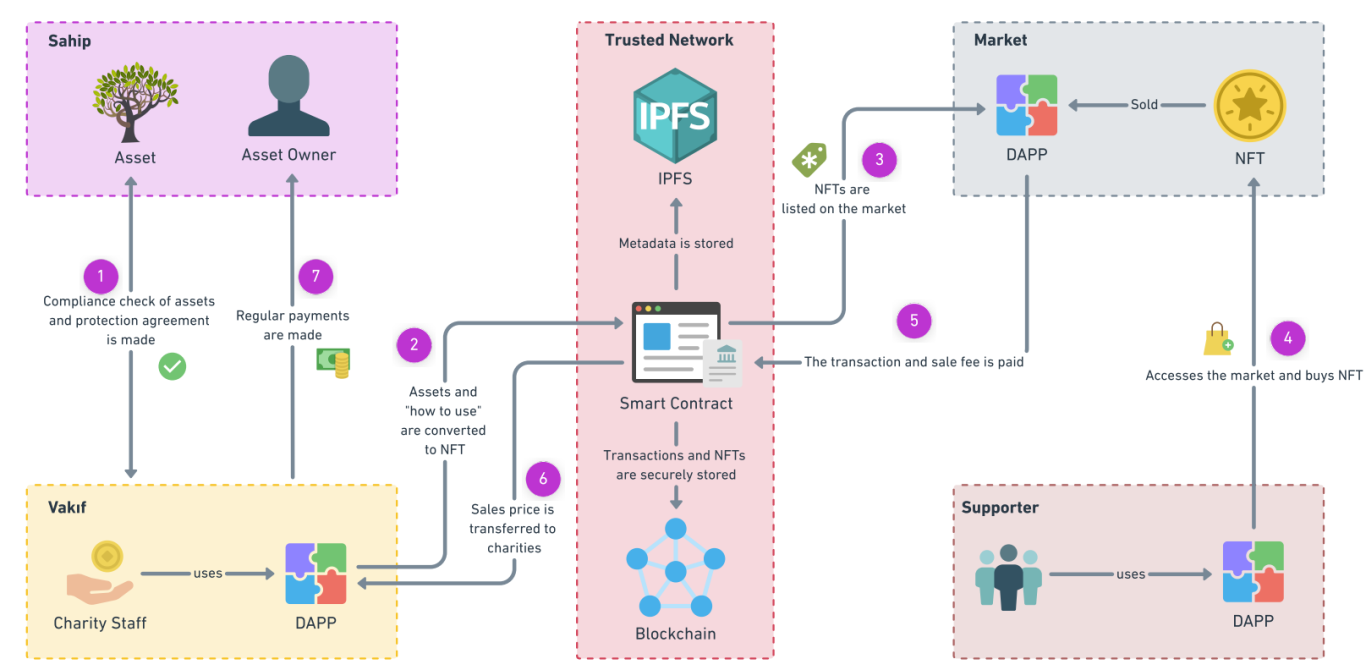 Sahip
Asset
Asset Owner
1
Compliance check of assets
and protection agreement
is made
7
Regular payments
are made
Vakıf
Charity Staff
uses
DAPP
2
Assets and
"how to use"
are converted
to NFT
6
Sales price is
transferred to
charities
Trusted Network
IPFS
IPFS
Metadata is stored
Smart Contract
Transactions and NFTs
are securely stored
Blockchain
3
NFTs are
listed on the market
Market
DAPP
Sold
NFT
5
The transaction and sale fee is paid
4
Accesses the market and buys NFT
Supporter
uses
DAPP